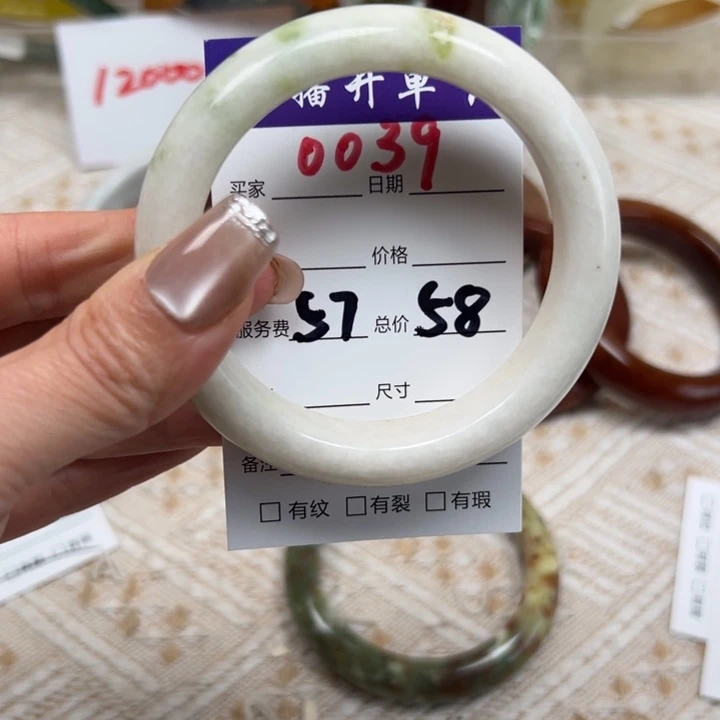 12000
播开单
0039
买家 日期
价格
服务费 57 总价 58
尺寸
备注
□ 有纹 □ 有裂 □ 有瑕